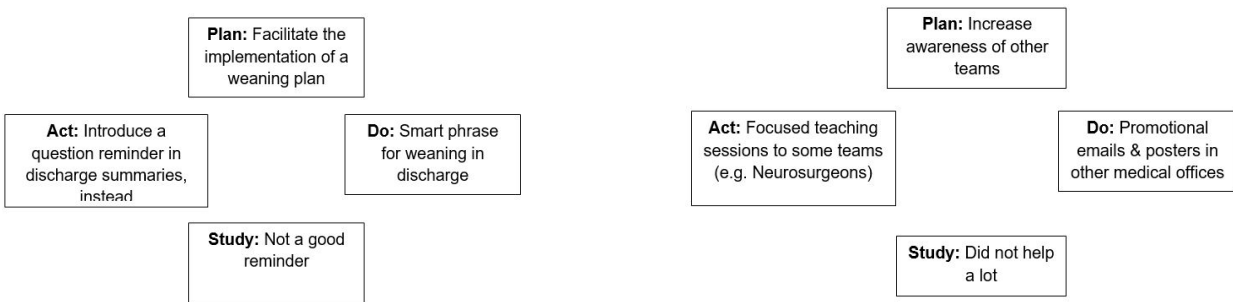 Plan: Facilitate the
implementation of a
weaning plan
Act: Introduce a
question reminder in
discharge summaries,
instead
Do: Smart phrase
for weaning in
discharge
Study: Not a good
reminder
Plan: Increase
awareness of other
teams
Act: Focused teaching
sessions to some teams
(e.g. Neurosurgeons)
Do: Promotional
emails & posters in
other medical offices
Study: Did not help
a lot